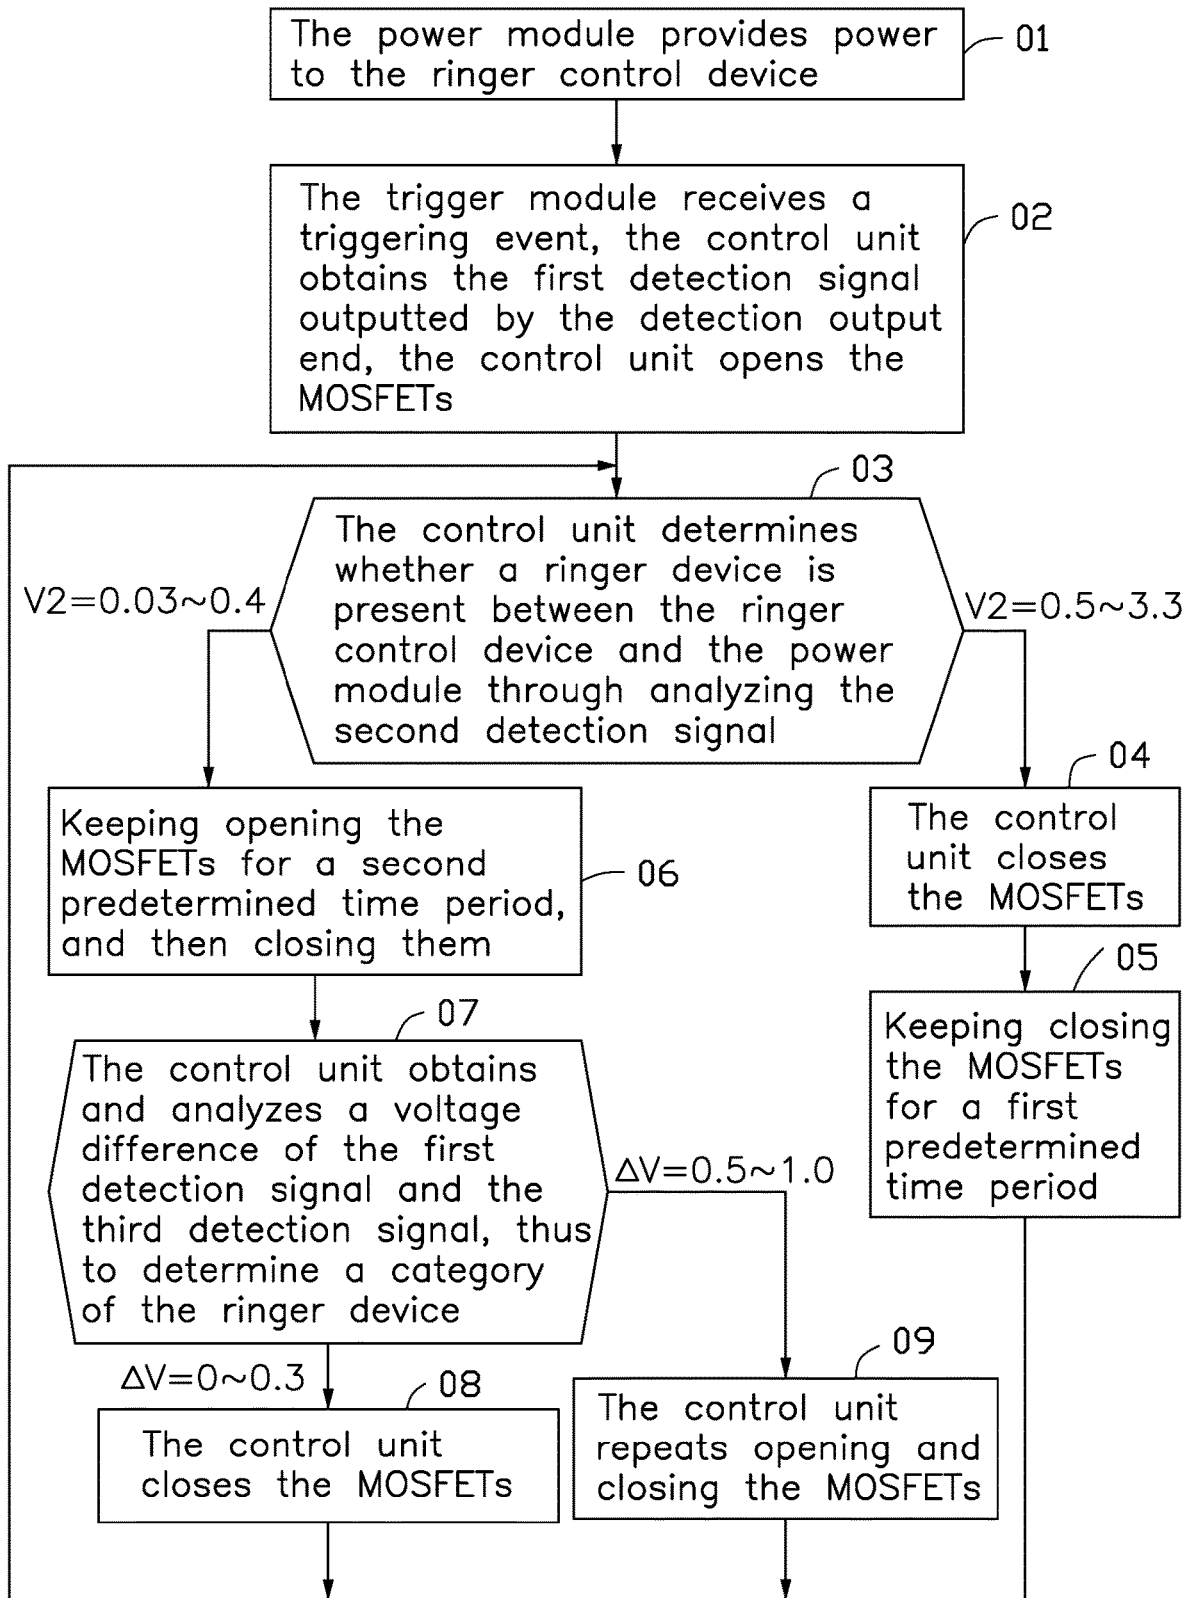 The power module provides power
to the ringer control device
01
The trigger module receives a
triggering event, the control unit
obtains the first detection signal
outputted by the detection output
end, the control unit opens the
MOSFETs
02
03
The control unit determines
whether a ringer device is
present between the ringer
control device and the power
module through analyzing the
second detection signal
V2=0.03~0.4
V2=0.5~3.3
04
The control
unit closes
the MOSFETs
Keeping opening the
MOSFETs for a second
predetermined time period,
and then closing them
06
05
Keeping closing
the MOSFETs
for a first
predetermined
time period
07
The control unit obtains
and analyzes a voltage
difference of the first
detection signal and the
third detection signal, thus
to determine a category
of the ringer device
ΔV=0.5~1.0
ΔV=0~0.3
08
The control unit
closes the MOSFETs
09
The control unit
repeats opening and
closing the MOSFETs